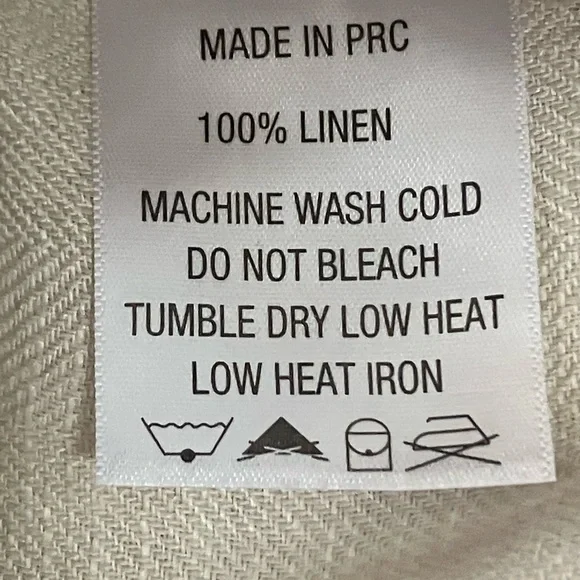 MADE IN PRC
100% LINEN
MACHINE WASH COLD
DO NOT BLEACH
TUMBLE DRY LOW HEAT
LOW HEAT IRON